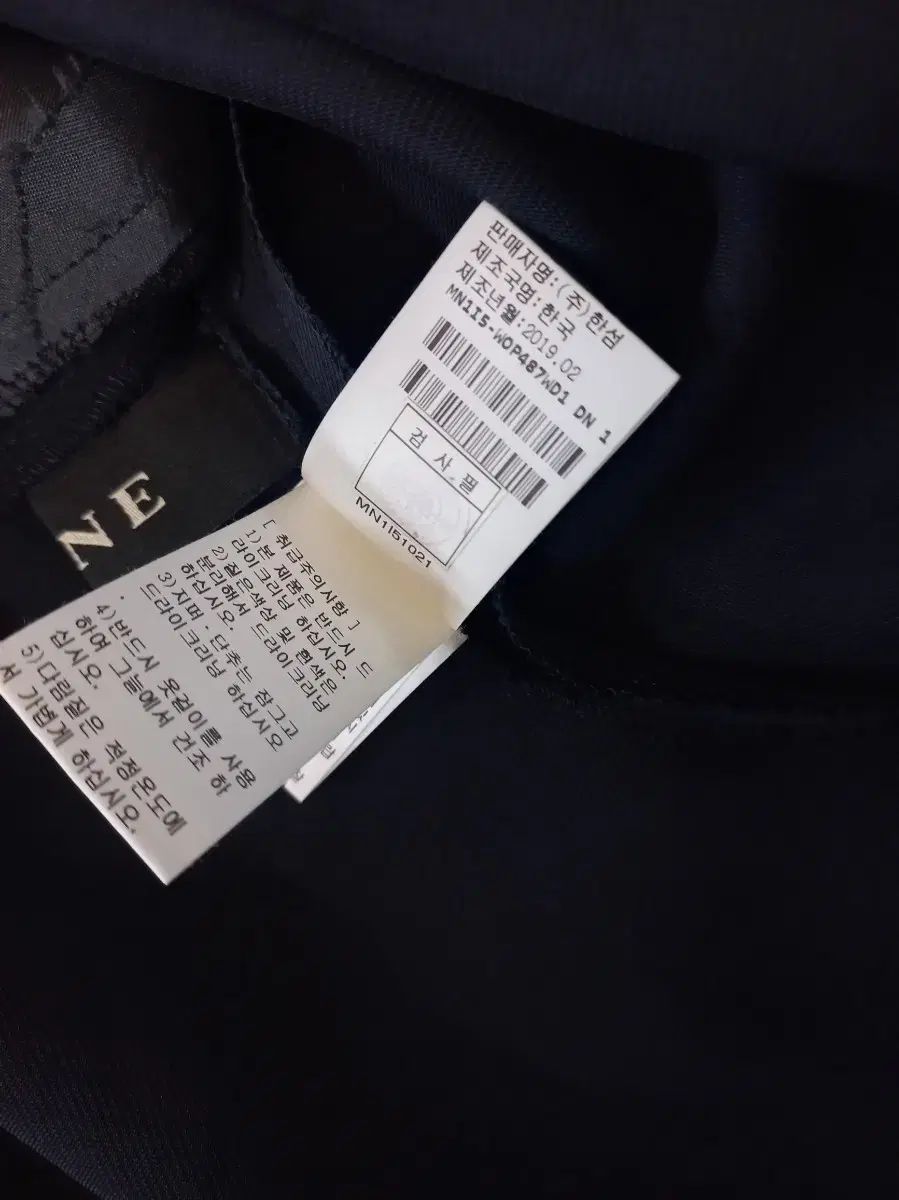 판매자명:(주)한섬
제조국명:한국
제조년월:2019.02
MN1I5-WOP487WD1 DN 1
검 사 필
MN1I51021
NE
[ 취급주의사항 ]
1)본 제품은 반드시 드
라이크리닝 하십시오.
2)짙은색상 및 흰색은
분리해서 드라이크리닝
하십시오.
3)지퍼·단추는 잠그고
드라이크리닝 하십시오
.
4)반드시 옷걸이를 사용
하여 그늘에서 건조 하
십시오.
5)다림질은 적정온도에
서 가볍게 하십시오.